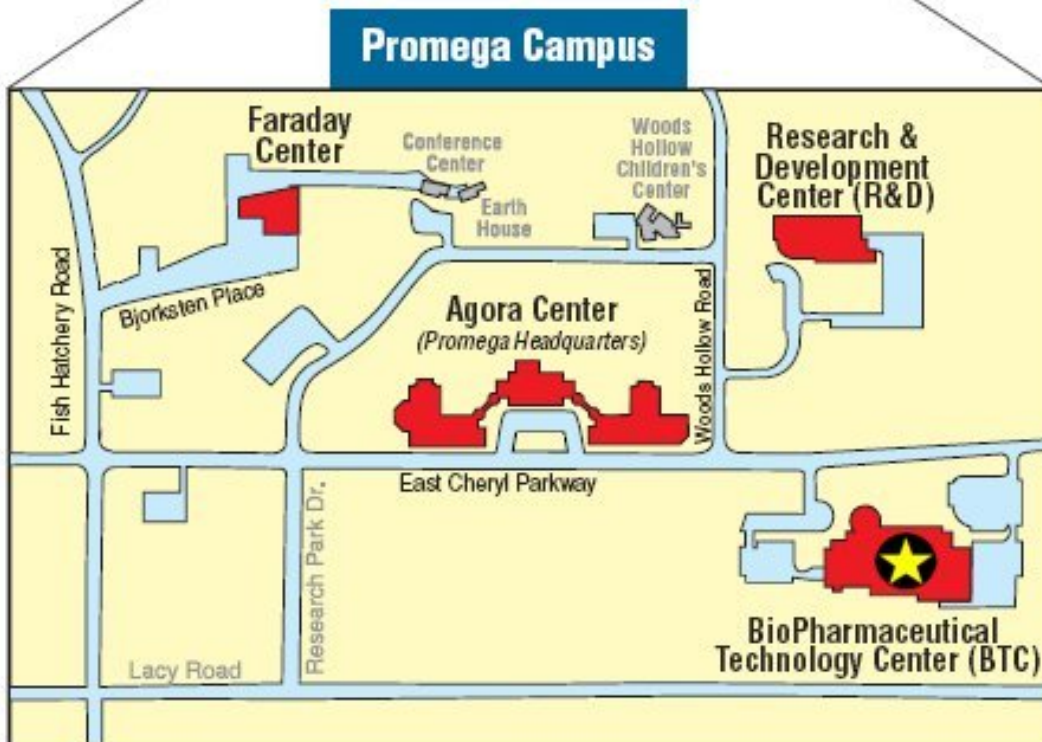 Promega Campus
Faraday
Center
Conference
Center
Earth
House
Woods
Hollow
Children's
Center
Research &
Development
Center (R&D)
Fish Hatchery Road
Bjorksten Place
Agora Center
(Promega Headquarters)
Woods Hollow Road
East Cheryl Parkway
Research Park Dr.
Lacy Road
BioPharmaceutical
Technology Center (BTC)